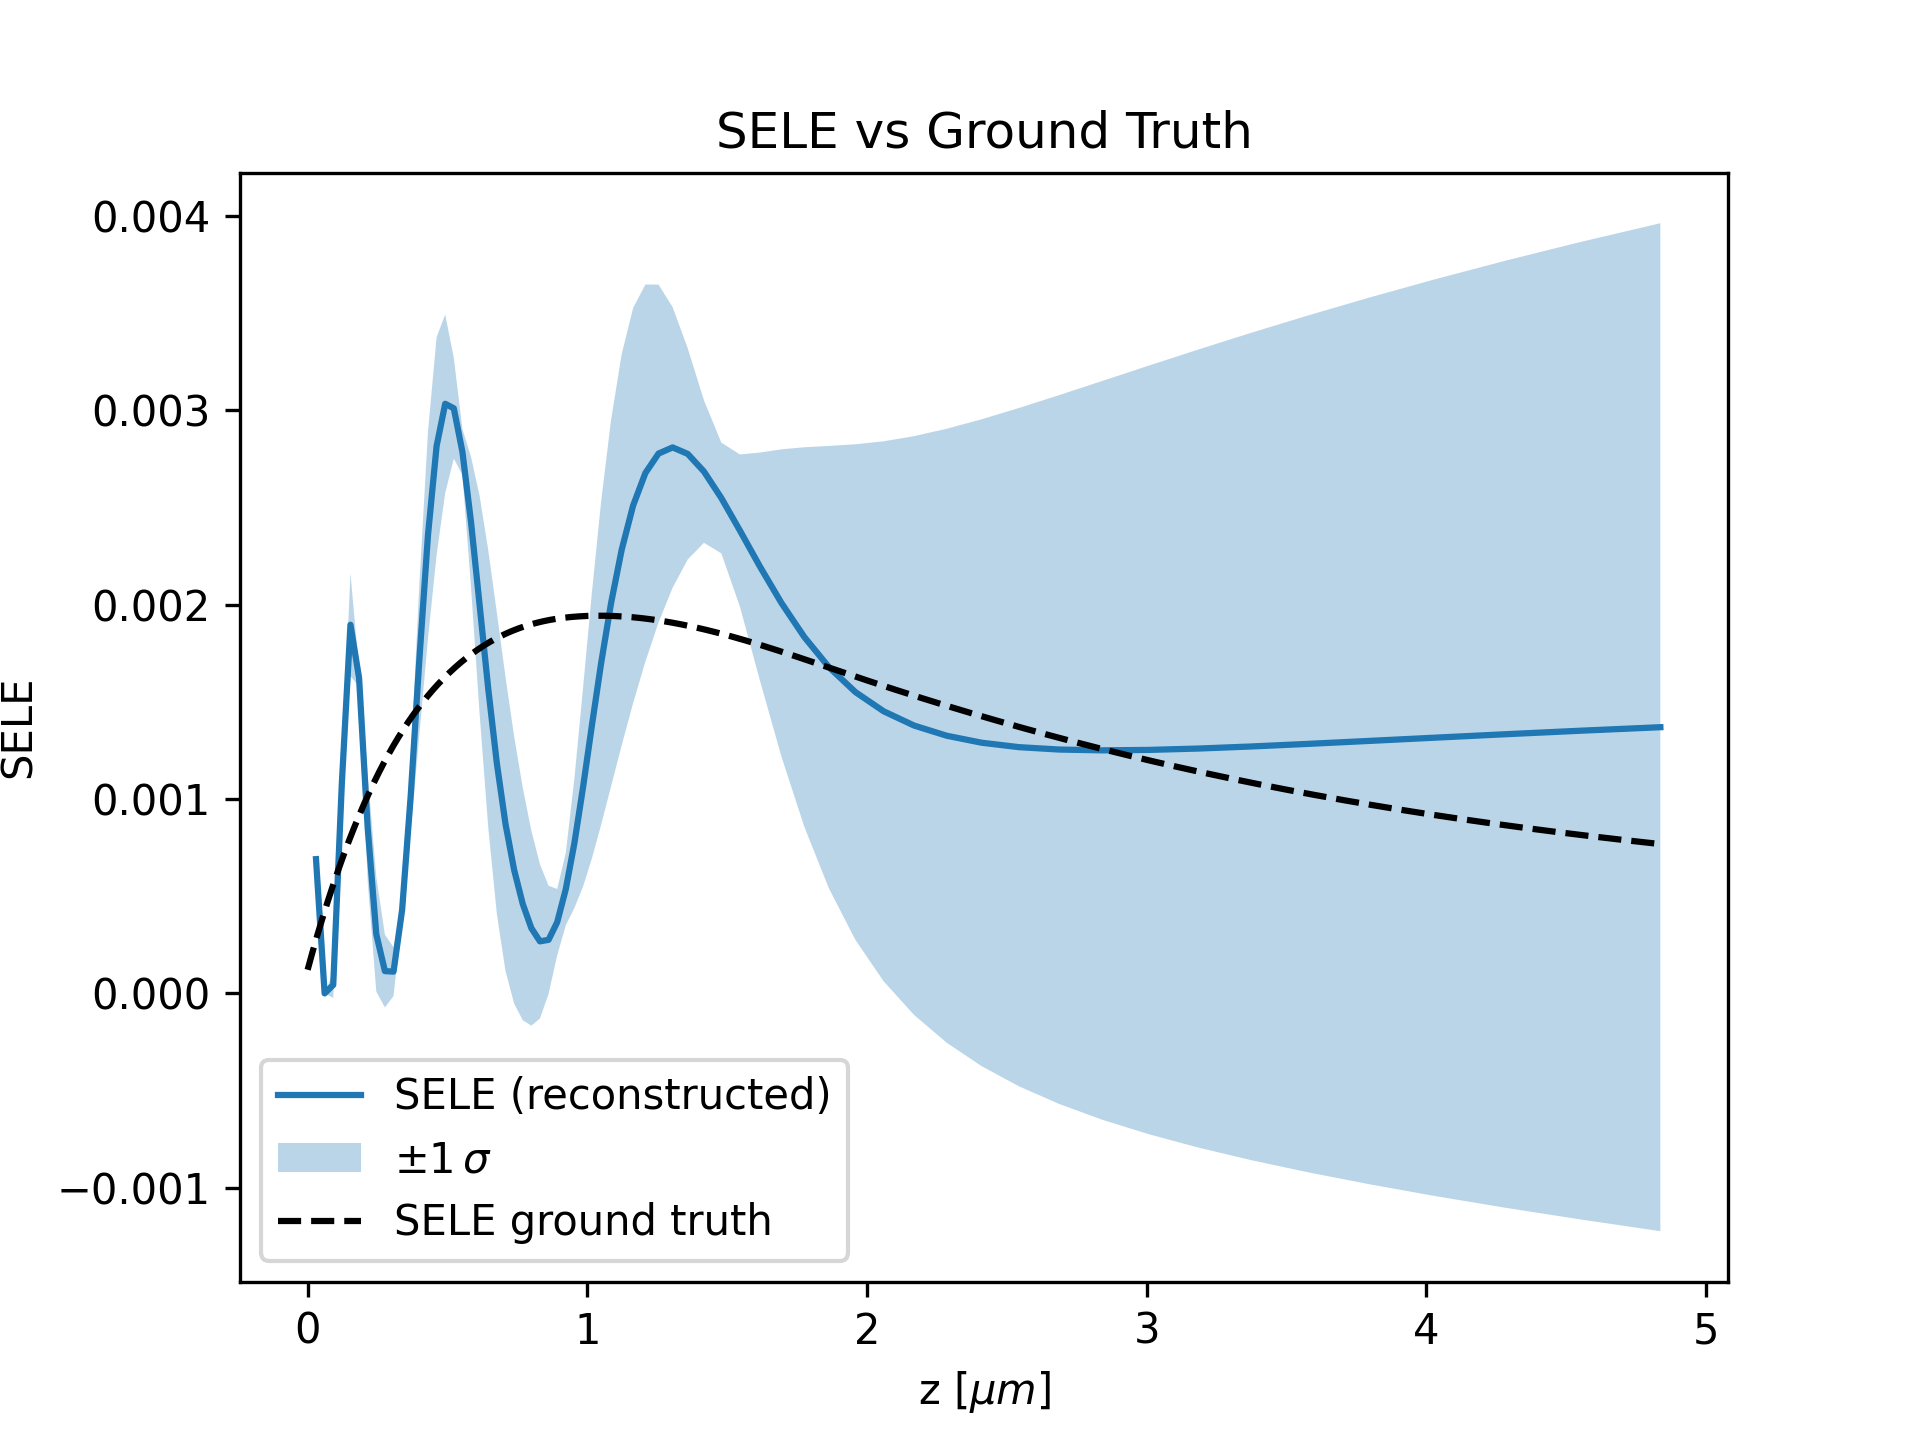 SELE vs Ground Truth
0.004
0.003
0.002
0.001
0.000
−0.001
SELE
SELE (reconstructed)
±1 σ
SELE ground truth
0 1 2 3 4 5
z [μm]